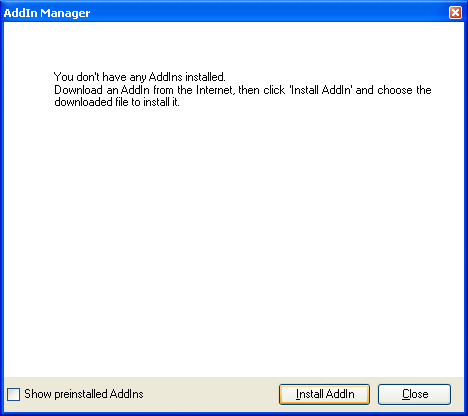 AddIn Manager
You don't have any AddIns installed.
Download an AddIn from the Internet, then click 'Install AddIn' and choose the
downloaded file to install it.
Show preinstalled AddIns
Install AddIn
Close